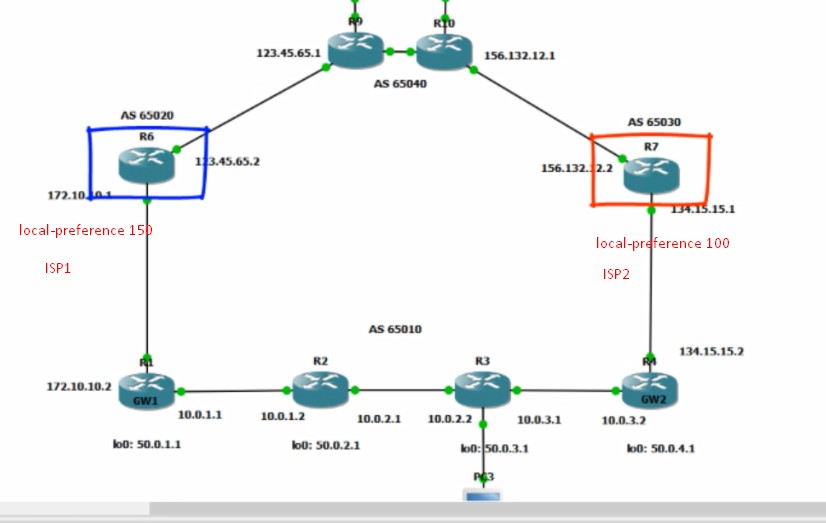 R9
R10
123.45.65.1
156.132.12.1
AS 65040
AS 65020
AS 65030
R6
R7
123.45.65.2
156.132.12.2
172.10.10.1
134.15.15.1
local-preference 150
local-preference 100
ISP1
ISP2
AS 65010
134.15.15.2
R1
R2
R3
R4
172.10.10.2
GW1
GW2
10.0.1.1
10.0.1.2
10.0.2.1
10.0.2.2
10.0.3.1
10.0.3.2
lo0: 50.0.1.1
lo0: 50.0.2.1
lo0: 50.0.3.1
lo0: 50.0.4.1
PC3